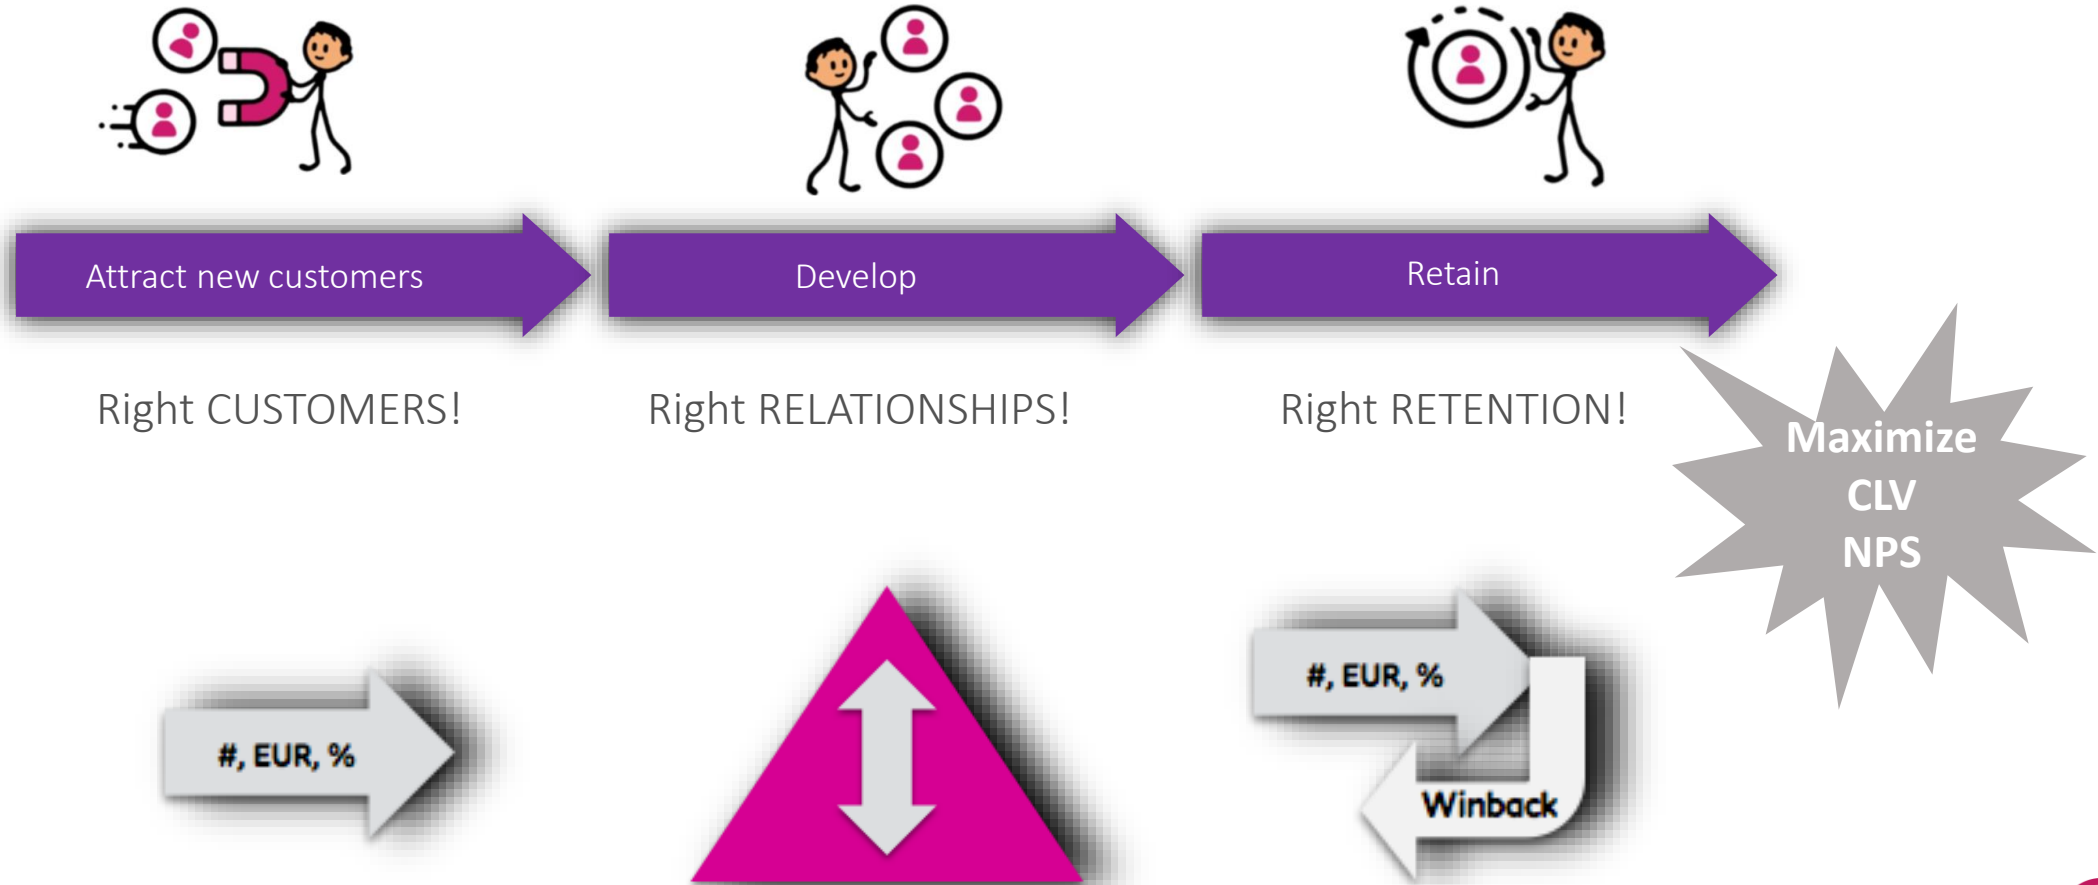 Attract new customers
Develop
Retain
Right CUSTOMERS!
Right RELATIONSHIPS!
Right RETENTION!
Maximize
CLV
NPS
#, EUR, %
#, EUR, %
Winback